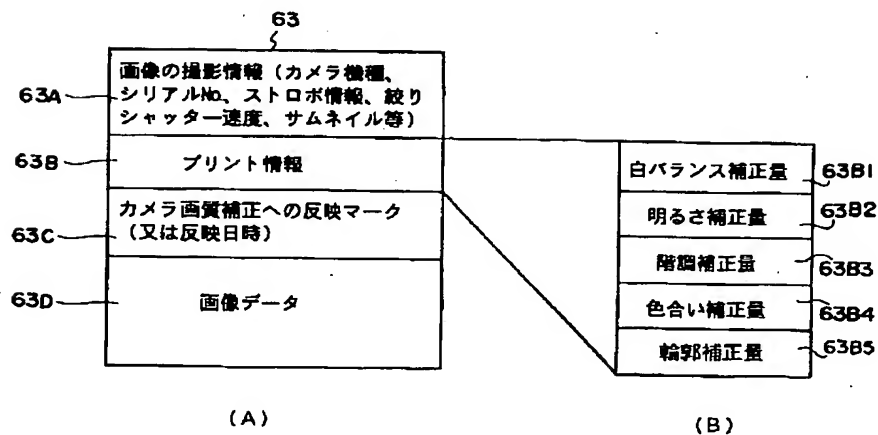 63
63A
画像の撮影情報（カメラ機種、
シリアルNo.、ストロボ情報、絞り
シャッター速度、サムネイル等）
63B
プリント情報
63C
カメラ画質補正への反映マーク
（又は反映日時）
63D
画像データ
(A)
白バランス補正量
63B1
明るさ補正量
63B2
階調補正量
63B3
色合い補正量
63B4
輪郭補正量
63B5
(B)